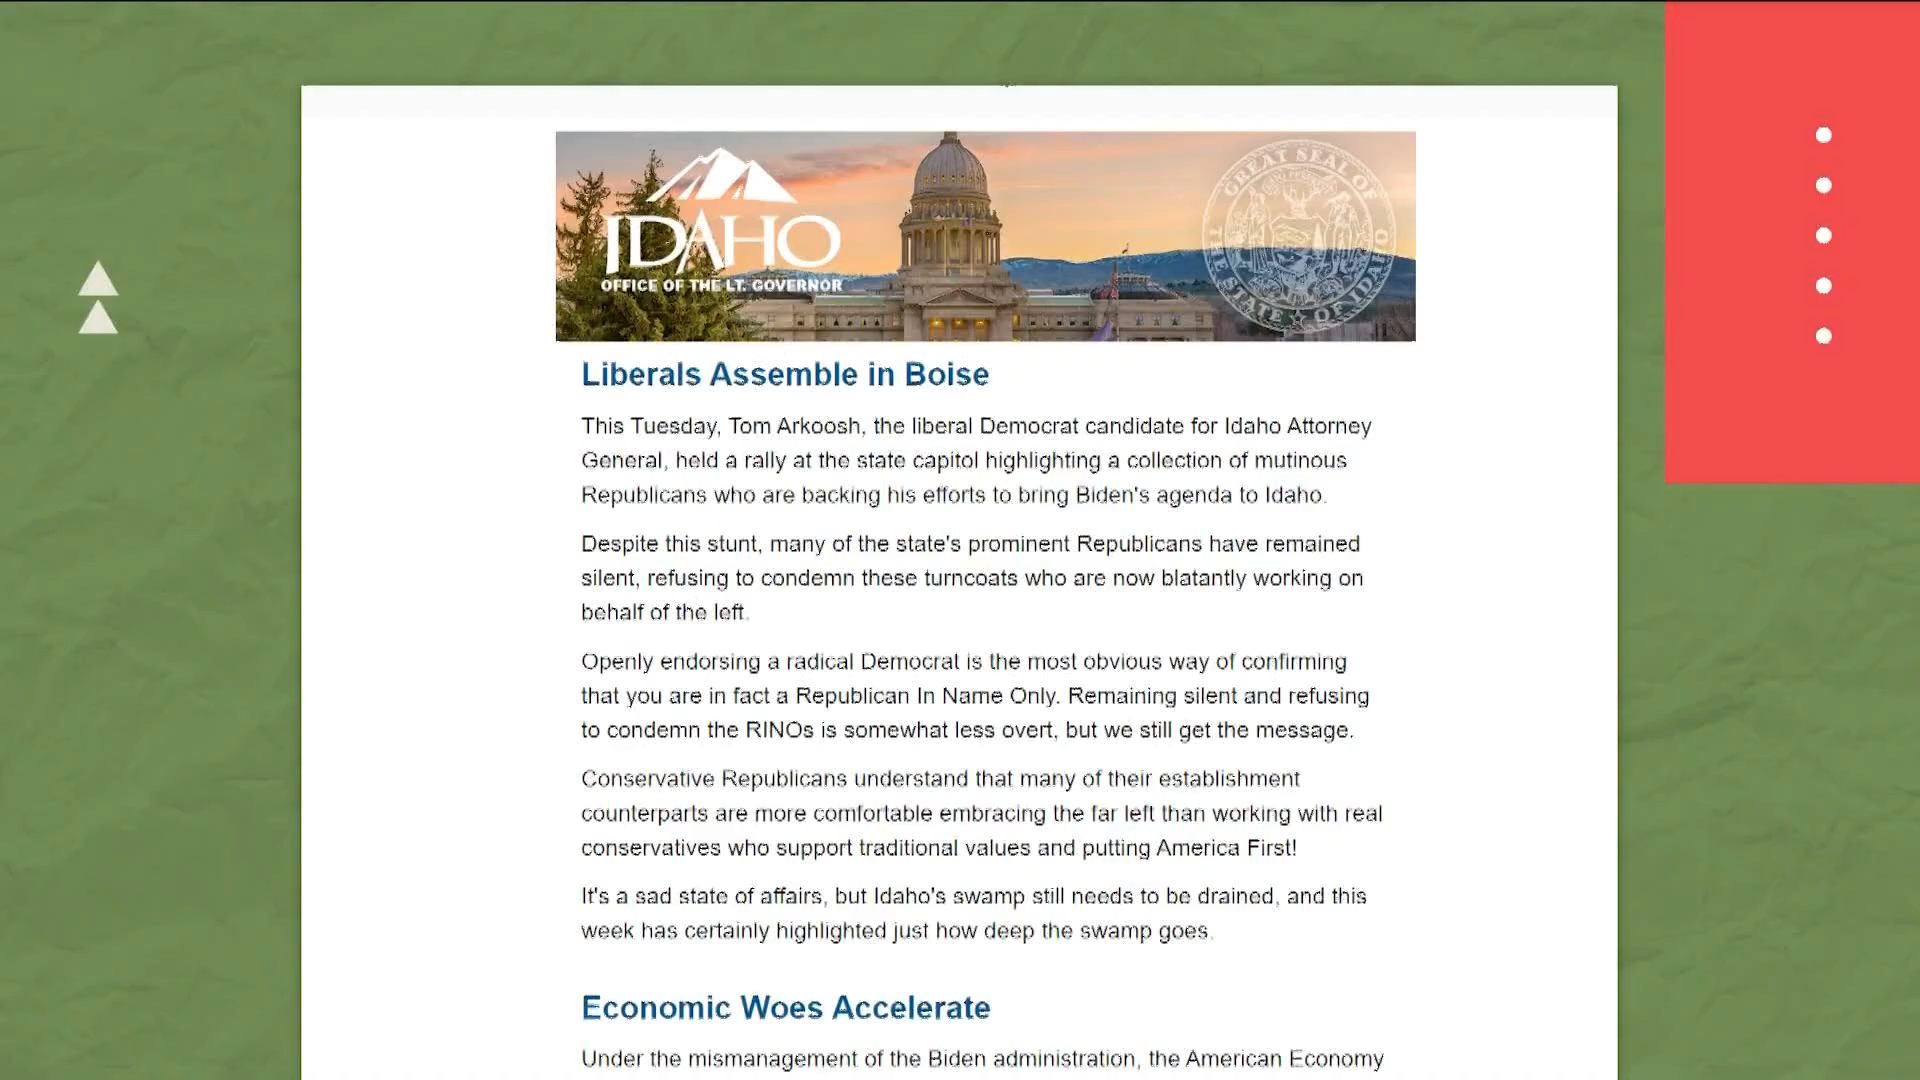 IDAHO
OFFICE OF THE LT. GOVERNOR
GREAT SEAL OF
THE STATE OF IDAHO
Liberals Assemble in Boise
This Tuesday, Tom Arkoosh, the liberal Democrat candidate for Idaho Attorney
General, held a rally at the state capitol highlighting a collection of mutinous
Republicans who are backing his efforts to bring Biden's agenda to Idaho.
Despite this stunt, many of the state's prominent Republicans have remained
silent, refusing to condemn these turncoats who are now blatantly working on
behalf of the left.
Openly endorsing a radical Democrat is the most obvious way of confirming
that you are in fact a Republican In Name Only. Remaining silent and refusing
to condemn the RINOs is somewhat less overt, but we still get the message.
Conservative Republicans understand that many of their establishment
counterparts are more comfortable embracing the far left than working with real
conservatives who support traditional values and putting America First!
It's a sad state of affairs, but Idaho's swamp still needs to be drained, and this
week has certainly highlighted just how deep the swamp goes.
Economic Woes Accelerate
Under the mismanagement of the Biden administration, the American Economy